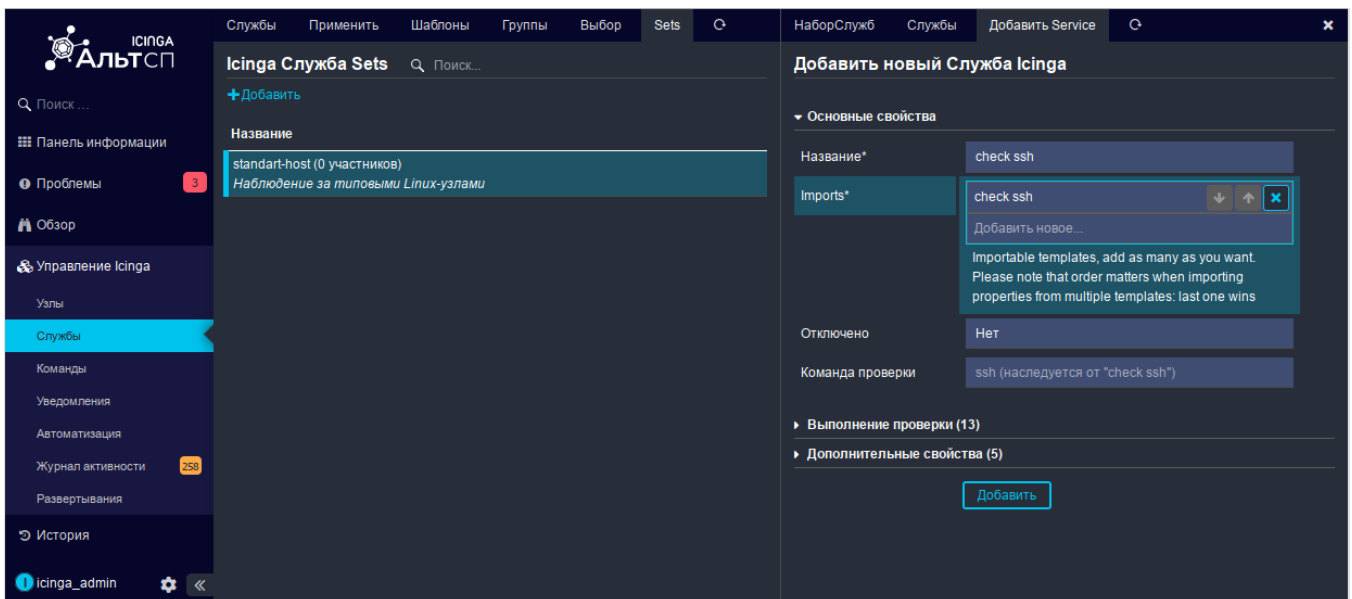 ICINGA
АЛЬТСП
Поиск ...
Панель информации
Проблемы 3
Обзор
Управление Icinga
Узлы
Службы
Команды
Уведомления
Автоматизация
Журнал активности 258
Развертывания
История
icinga_admin
Службы Применить Шаблоны Группы Выбор Sets
Icinga Служба Sets Поиск...
Добавить
Название
standart-host (0 участников)
Наблюдение за типовыми Linux-узлами
НаборСлужб Службы Добавить Service
Добавить новый Служба Icinga
Основные свойства
Название* check ssh
Imports* check ssh
Добавить новое...
Importable templates, add as many as you want.
Please note that order matters when importing
properties from multiple templates: last one wins
Отключено Нет
Команда проверки ssh (наследуется от "check ssh")
Выполнение проверки (13)
Дополнительные свойства (5)
Добавить